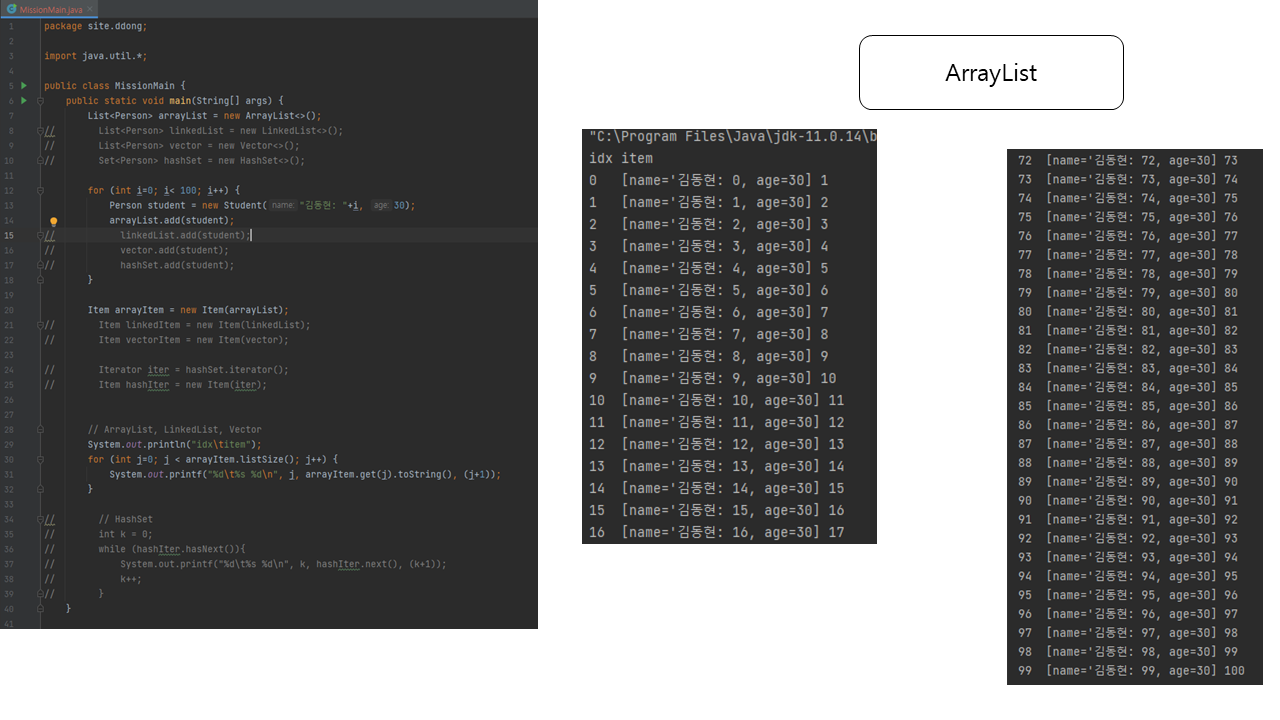 MissionMain.java ×
1 package site.ddong;
2
3 import java.util.*;
4
5 public class MissionMain {
6 public static void main(String[] args) {
7 List<Person> arrayList = new ArrayList<>();
8 // List<Person> linkedList = new LinkedList<>();
9 // List<Person> vector = new Vector<>();
10 // Set<Person> hashSet = new HashSet<>();
11
12 for (int i=0; i< 100; i++) {
13 Person student = new Student( name: "김동현: "+i, age: 30);
14 arrayList.add(student);
15 // linkedList.add(student);
16 // vector.add(student);
17 // hashSet.add(student);
18 }
19
20 Item arrayItem = new Item(arrayList);
21 // Item linkedItem = new Item(linkedList);
22 // Item vectorItem = new Item(vector);
23
24 // Iterator iter = hashSet.iterator();
25 // Item hashIter = new Item(iter);
26
27
28 // ArrayList, LinkedList, Vector
29 System.out.println("idx\titem");
30 for (int j=0; j < arrayItem.listSize(); j++) {
31 System.out.printf("%d\t%s %d\n", j, arrayItem.get(j).toString(), (j+1));
32 }
33
34 // // HashSet
35 // int k = 0;
36 // while (hashIter.hasNext()){
37 // System.out.printf("%d\t%s %d\n", k, hashIter.next(), (k+1));
38 // k++;
39 // }
40 }
41
ArrayList
"C:\Program Files\Java\jdk-11.0.14\b
idx item
0 [name='김동현: 0, age=30] 1
1 [name='김동현: 1, age=30] 2
2 [name='김동현: 2, age=30] 3
3 [name='김동현: 3, age=30] 4
4 [name='김동현: 4, age=30] 5
5 [name='김동현: 5, age=30] 6
6 [name='김동현: 6, age=30] 7
7 [name='김동현: 7, age=30] 8
8 [name='김동현: 8, age=30] 9
9 [name='김동현: 9, age=30] 10
10 [name='김동현: 10, age=30] 11
11 [name='김동현: 11, age=30] 12
12 [name='김동현: 12, age=30] 13
13 [name='김동현: 13, age=30] 14
14 [name='김동현: 14, age=30] 15
15 [name='김동현: 15, age=30] 16
16 [name='김동현: 16, age=30] 17
72 [name='김동현: 72, age=30] 73
73 [name='김동현: 73, age=30] 74
74 [name='김동현: 74, age=30] 75
75 [name='김동현: 75, age=30] 76
76 [name='김동현: 76, age=30] 77
77 [name='김동현: 77, age=30] 78
78 [name='김동현: 78, age=30] 79
79 [name='김동현: 79, age=30] 80
80 [name='김동현: 80, age=30] 81
81 [name='김동현: 81, age=30] 82
82 [name='김동현: 82, age=30] 83
83 [name='김동현: 83, age=30] 84
84 [name='김동현: 84, age=30] 85
85 [name='김동현: 85, age=30] 86
86 [name='김동현: 86, age=30] 87
87 [name='김동현: 87, age=30] 88
88 [name='김동현: 88, age=30] 89
89 [name='김동현: 89, age=30] 90
90 [name='김동현: 90, age=30] 91
91 [name='김동현: 91, age=30] 92
92 [name='김동현: 92, age=30] 93
93 [name='김동현: 93, age=30] 94
94 [name='김동현: 94, age=30] 95
95 [name='김동현: 95, age=30] 96
96 [name='김동현: 96, age=30] 97
97 [name='김동현: 97, age=30] 98
98 [name='김동현: 98, age=30] 99
99 [name='김동현: 99, age=30] 100